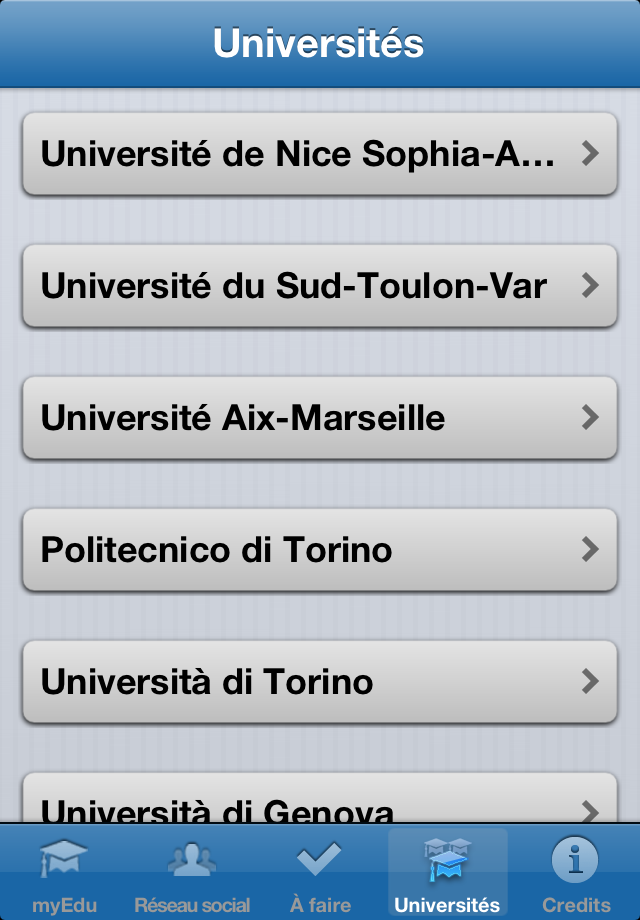 Universités
Université de Nice Sophia-A...
Université du Sud-Toulon-Var
Université Aix-Marseille
Politecnico di Torino
Università di Torino
Università di Genova
myEdu
Réseau social
À faire
Universités
Credits